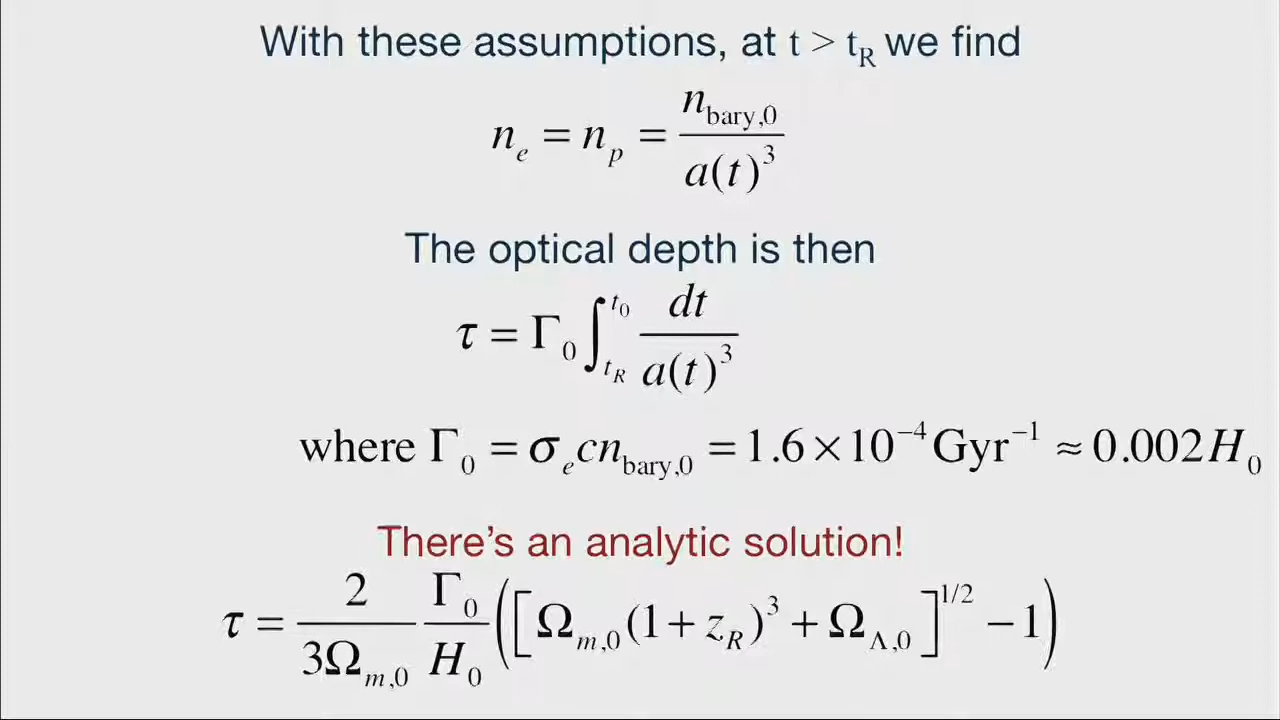 With these assumptions, at t > t_R we find
n_e = n_p = n_bary,0 / a(t)^3
The optical depth is then
τ = Γ_0 ∫_{t_R}^{t_0} dt / a(t)^3
where Γ_0 = σ_e c n_bary,0 = 1.6 × 10^−4 Gyr^−1 ≈ 0.002 H_0
There's an analytic solution!
τ = 2 / 3Ω_m,0 Γ_0 / H_0 ([Ω_m,0 (1 + z_R)^3 + Ω_Λ,0]^1/2 − 1)